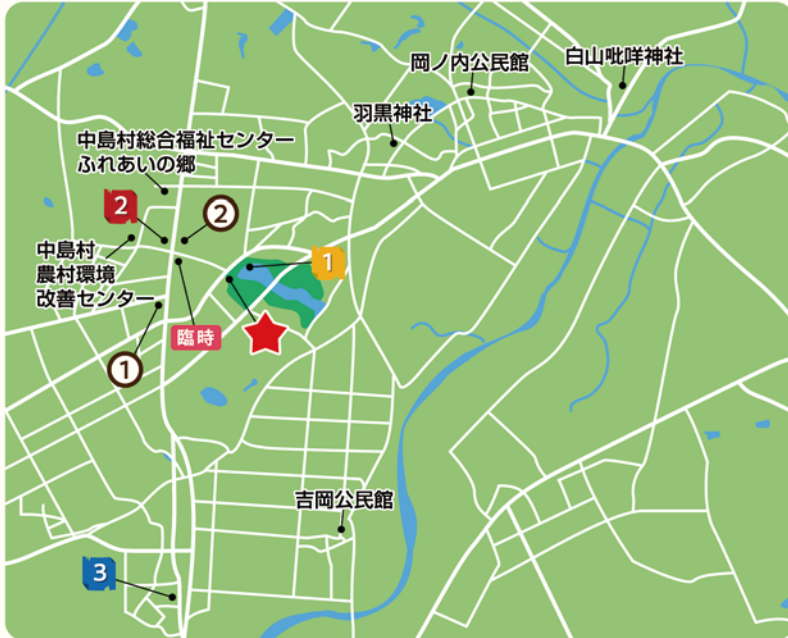 岡ノ内公民館
白山吡咩神社
羽黒神社
中島村総合福祉センター
ふれあいの郷
2
②
中島村
農村環境
改善センター
1
臨時
①
吉岡公民館
3